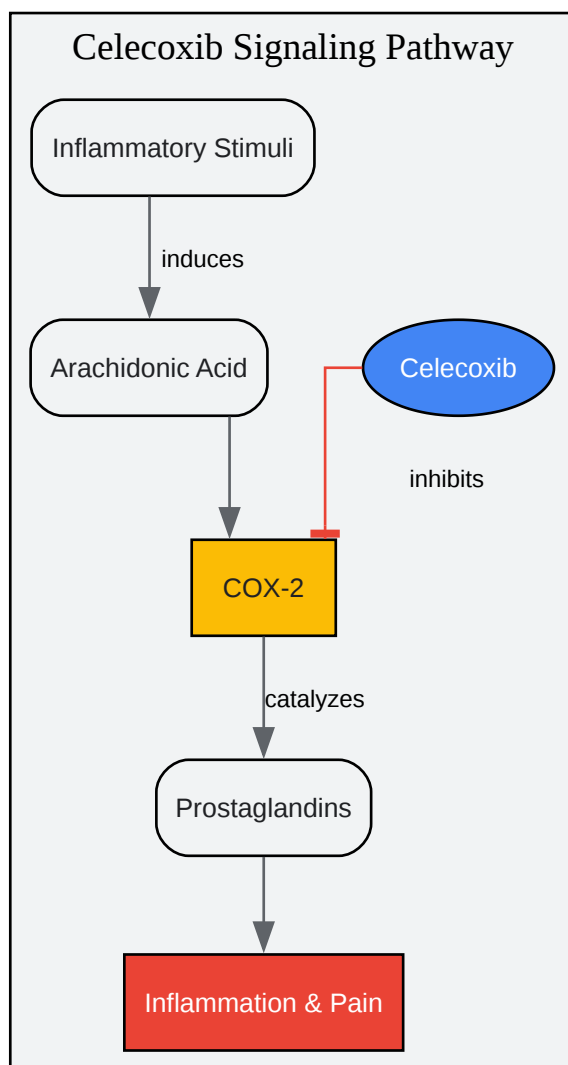 Celecoxib Signaling Pathway
Inflammatory Stimuli
induces
Arachidonic Acid
Celecoxib
inhibits
COX-2
catalyzes
Prostaglandins
Inflammation & Pain